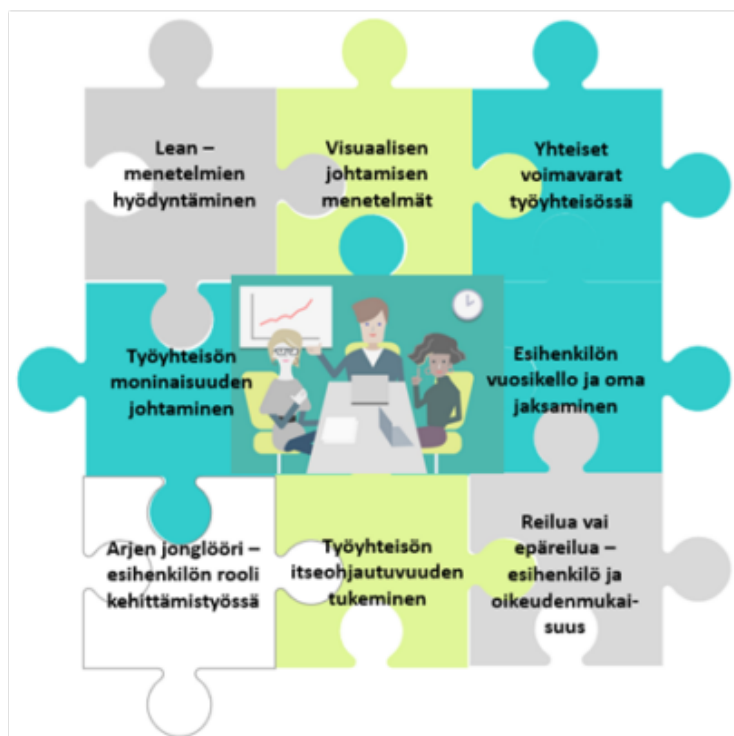 Lean –
menetelmien
hyödyntäminen
Visuaalisen
johtamisen
menetelmät
Yhteiset
voimavarat
työyhteisössä
Työyhteisön
moninaisuuden
johtaminen
Esihenkilön
vuosikello ja oma
jaksaminen
Arjen jonglööri –
esihenkilön rooli
kehittämistyössä
Työyhteisön
itseohjautuvuuden
tukeminen
Reilua vai
epäreilua –
esihenkilö ja
oikeudenmukai-
suus